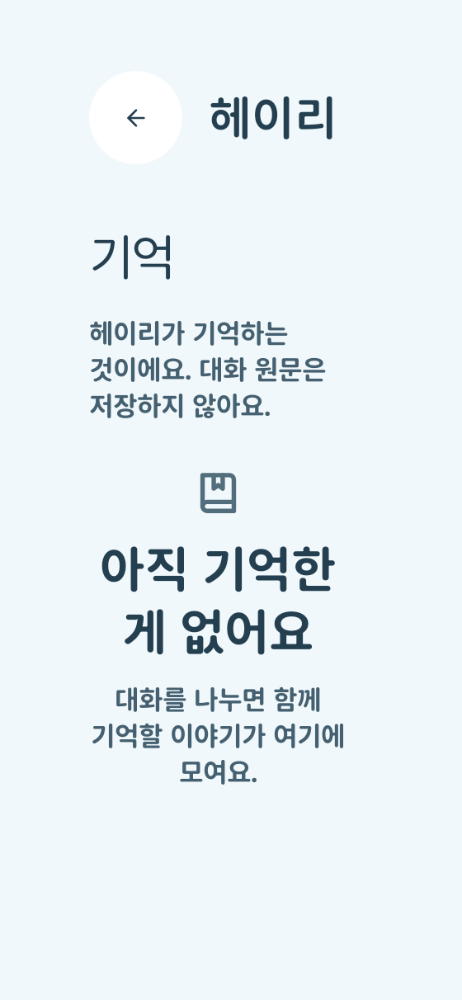 헤이리
기억
헤이리가 기억하는
것이에요. 대화 원문은
저장하지 않아요.
아직 기억한
게 없어요
대화를 나누면 함께
기억할 이야기가 여기에
모여요.